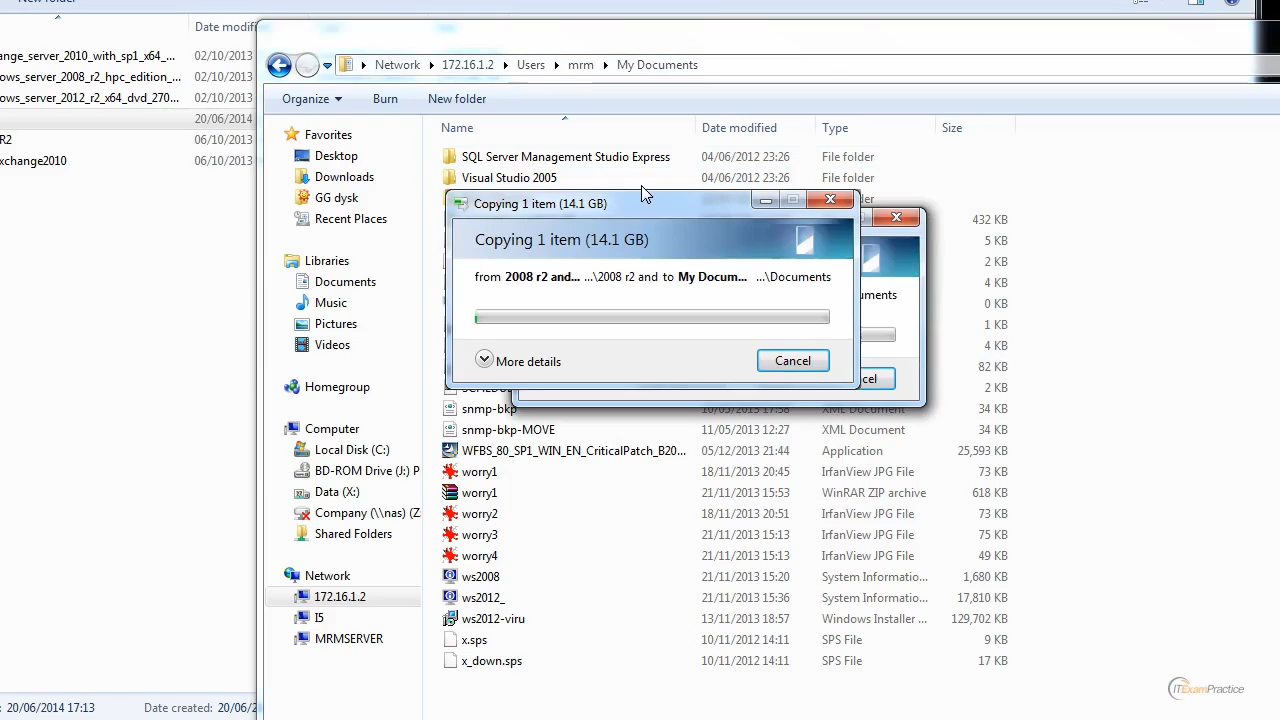 New folder
Date modifi
ange_server_2010_with_sp1_x64_... 02/10/2013
ows_server_2008_r2_hpc_edition_... 02/10/2013
ows_server_2012_r2_x64_dvd_270... 02/10/2013
20/06/2014
R2 06/10/2013
xchange2010 06/10/2013
20/06/2014 17:13 Date created: 20/06/2
Network 172.16.1.2 Users mrm My Documents
Organize Burn New folder
Favorites
Desktop
Downloads
GG dysk
Recent Places
Libraries
Documents
Music
Pictures
Videos
Homegroup
Computer
Local Disk (C:)
BD-ROM Drive (J:) P
Data (X:)
Company (\\nas) (Z:
Shared Folders
Network
172.16.1.2
I5
MRMSERVER
Name Date modified Type Size
SQL Server Management Studio Express 04/06/2012 23:26 File folder
Visual Studio 2005 04/06/2012 23:26 File folder
432 KB
5 KB
2 KB
4 KB
0 KB
1 KB
4 KB
82 KB
2 KB
snmp-bkp 10/05/2013 17:58 XML Document 34 KB
snmp-bkp-MOVE 11/05/2013 12:27 XML Document 34 KB
WFBS_80_SP1_WIN_EN_CriticalPatch_B20... 05/12/2013 21:44 Application 25,593 KB
worry1 18/11/2013 20:45 IrfanView JPG File 73 KB
worry1 21/11/2013 15:53 WinRAR ZIP archive 618 KB
worry2 18/11/2013 20:51 IrfanView JPG File 73 KB
worry3 21/11/2013 15:13 IrfanView JPG File 75 KB
worry4 21/11/2013 15:13 IrfanView JPG File 49 KB
ws2008 21/11/2013 15:20 System Informatio... 1,680 KB
ws2012_ 21/11/2013 15:36 System Informatio... 17,810 KB
ws2012-viru 13/11/2013 18:57 Windows Installer ... 129,702 KB
x.sps 10/11/2012 14:11 SPS File 9 KB
x_down.sps 10/11/2012 14:11 SPS File 17 KB
Copying 1 item (14.1 GB)
Copying 1 item (14.1 GB)
from 2008 r2 and... ...\2008 r2 and to My Docum... ...\Documents
More details Cancel
uments
cel
ITExamPractice